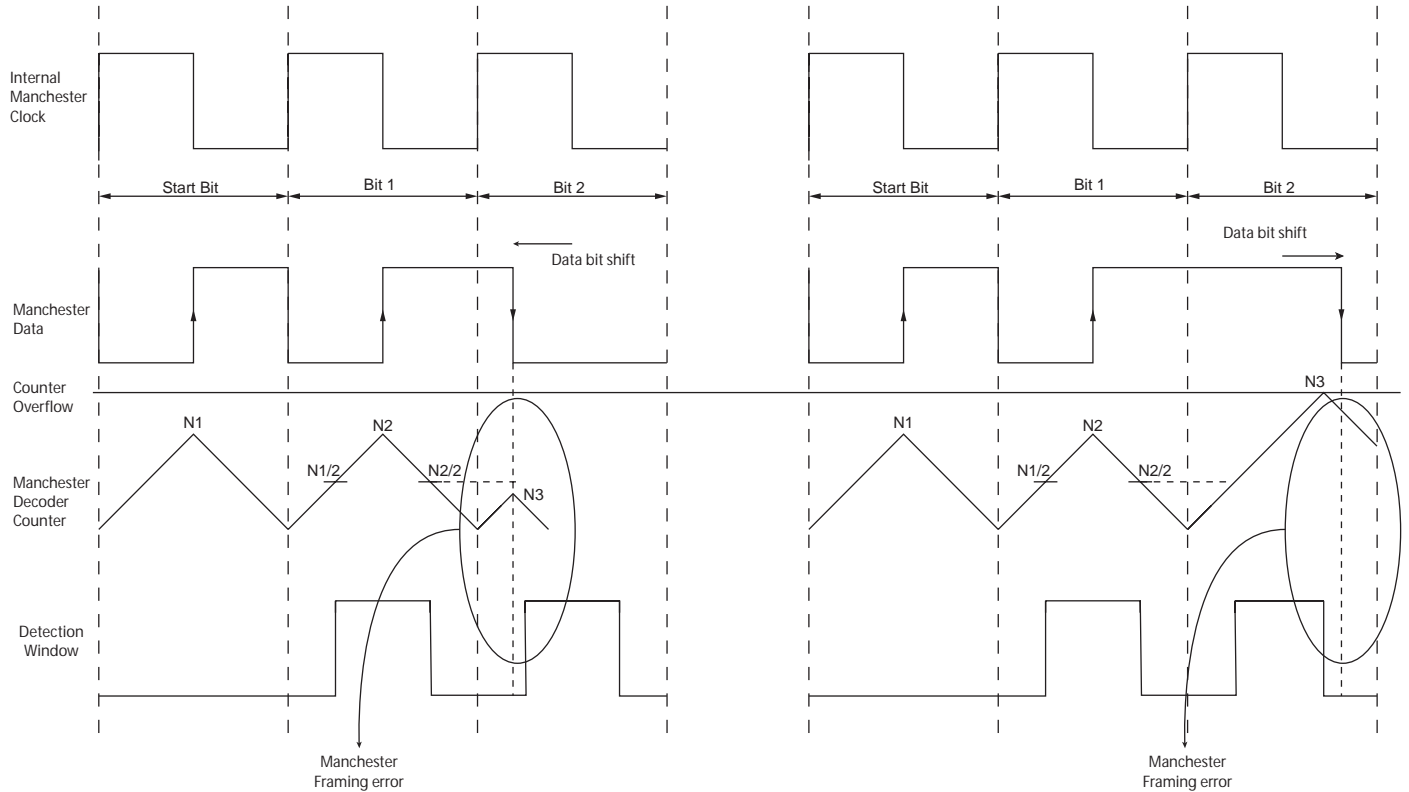 Internal
Manchester
Clock
Start Bit
Bit 1
Bit 2
Start Bit
Bit 1
Bit 2
Data bit shift
Data bit shift
Manchester
Data
Counter
Overflow
N3
N1
N2
N1
N2
N1/2
N2/2
N1/2
N2/2
N3
Manchester
Decoder
Counter
Detection
Window
Manchester
Framing error
Manchester
Framing error